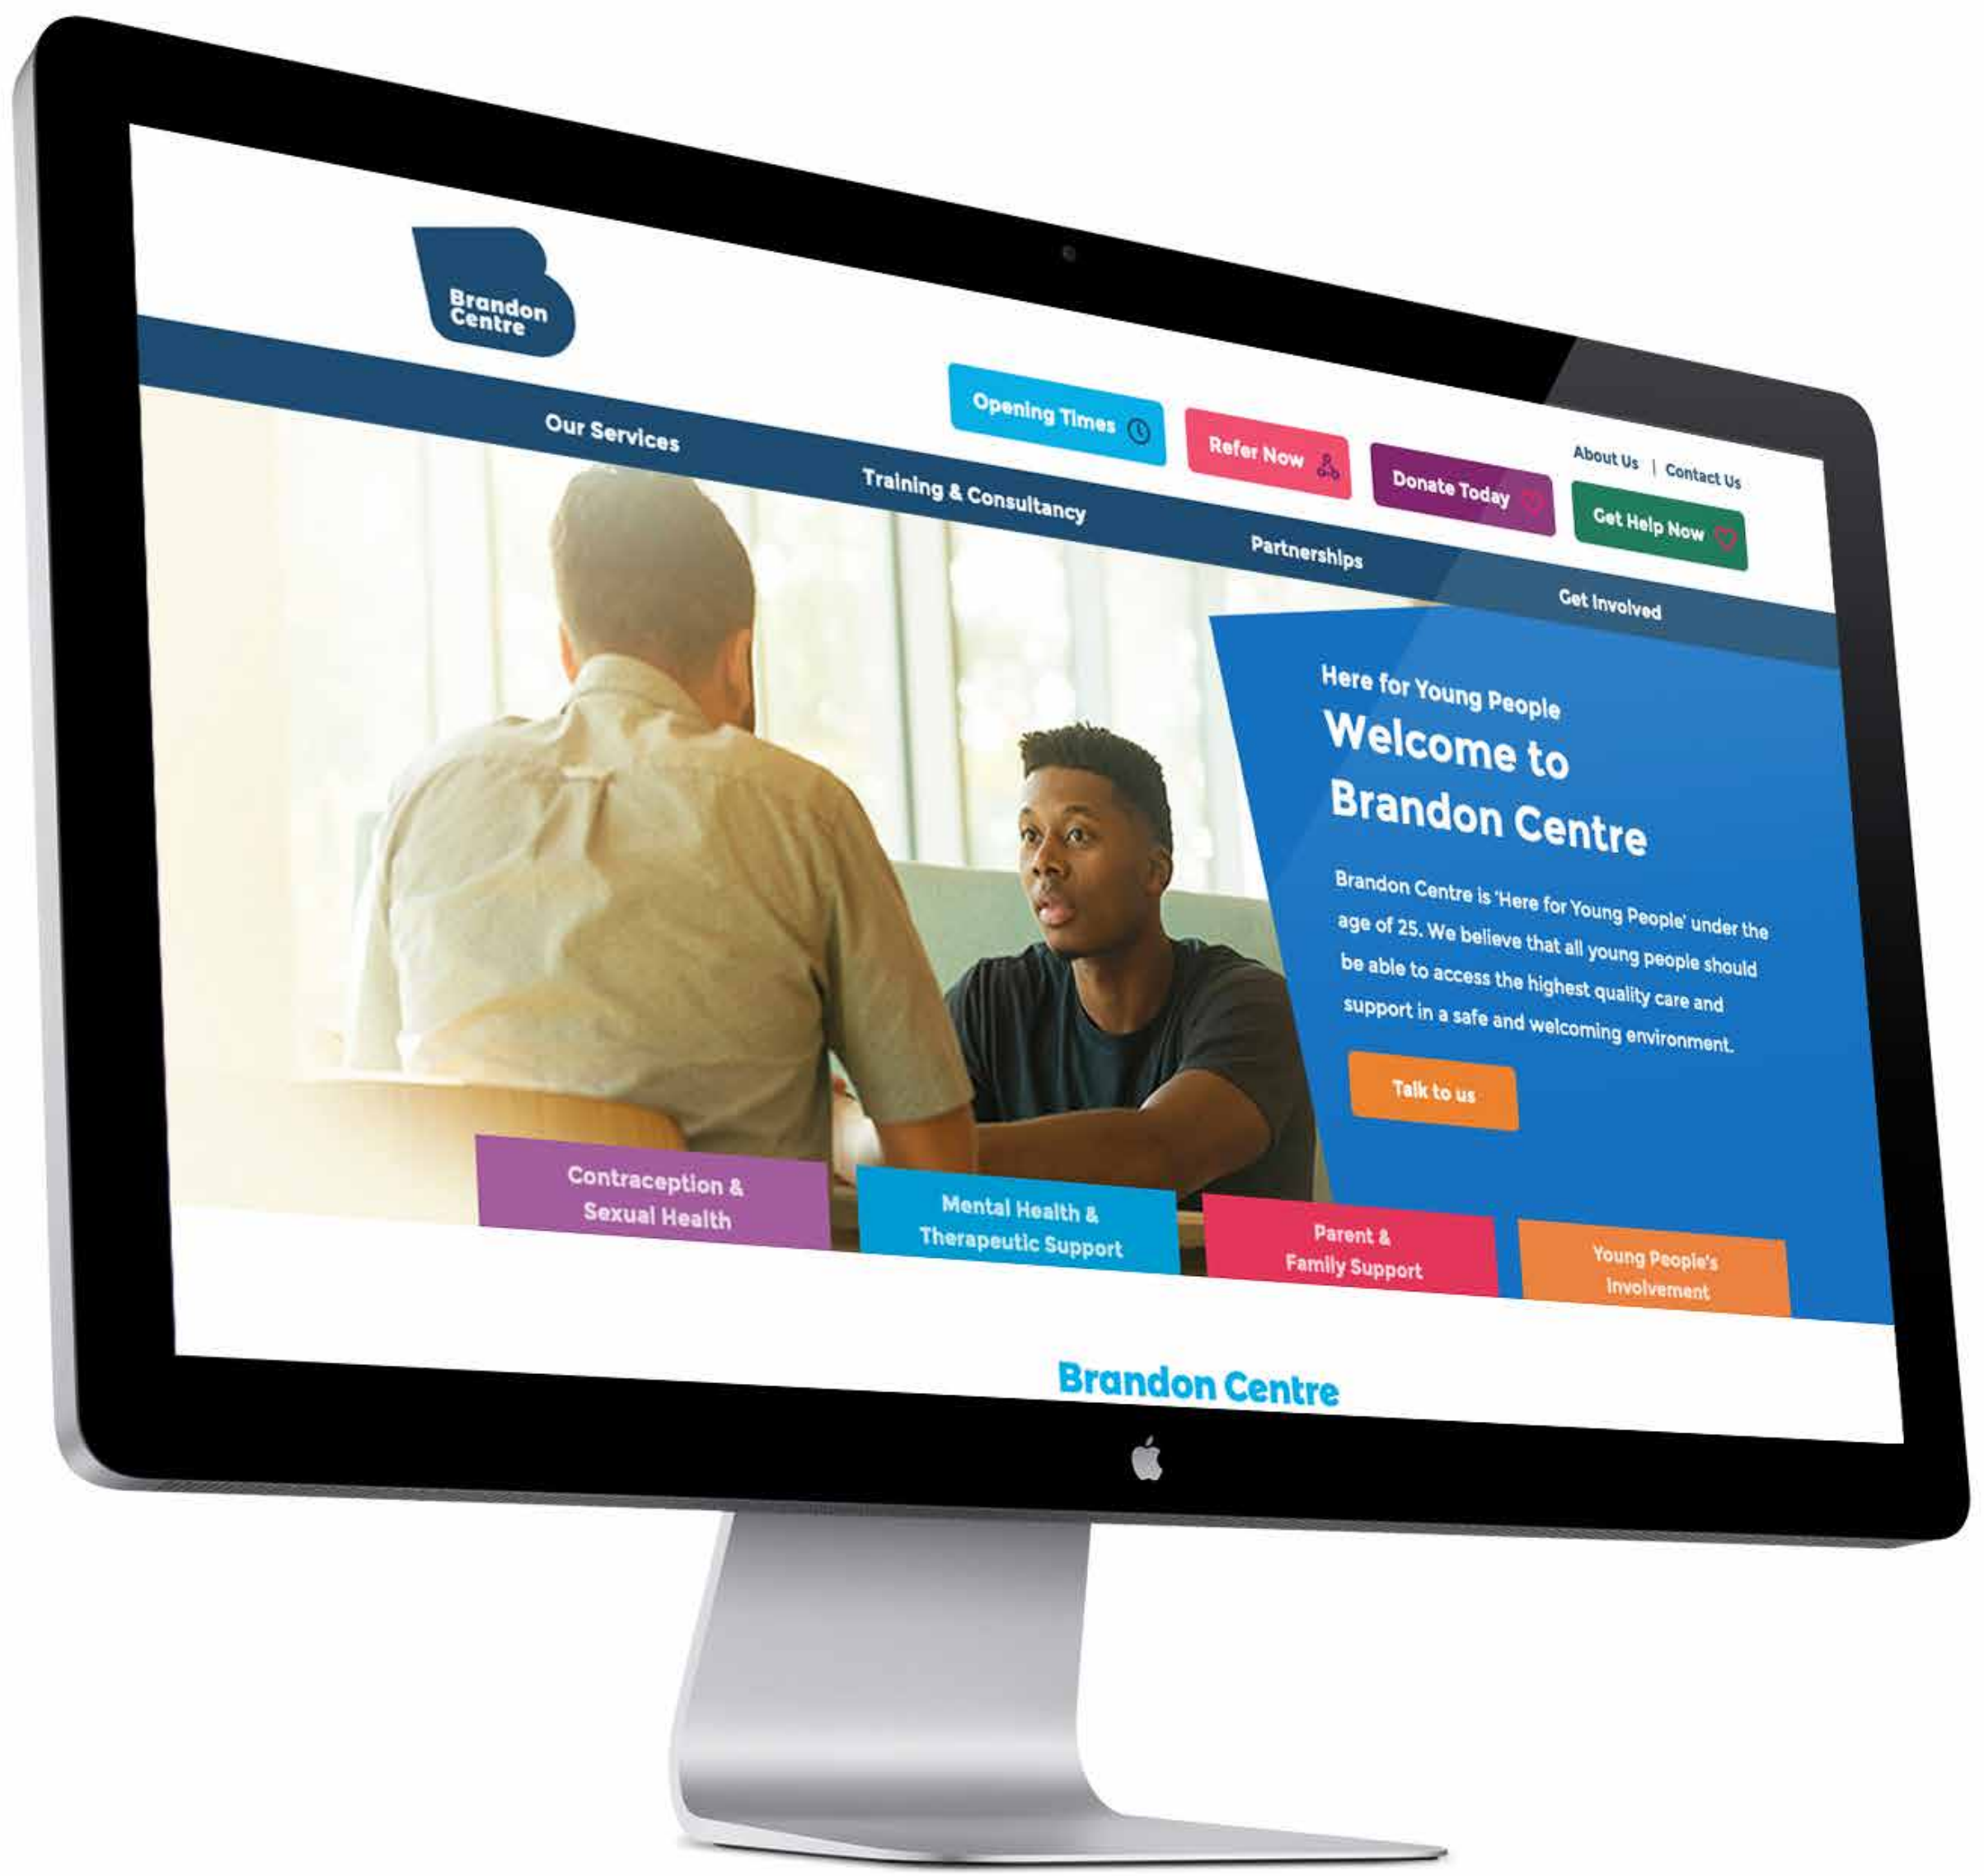 Brandon
Centre
About Us | Contact Us
Opening Times
Refer Now
Donate Today
Get Help Now
Our Services
Training & Consultancy
Partnerships
Get Involved
Here for Young People
Welcome to
Brandon Centre
Brandon Centre is 'Here for Young People' under the
age of 25. We believe that all young people should
be able to access the highest quality care and
support in a safe and welcoming environment.
Talk to us
Contraception &
Sexual Health
Mental Health &
Therapeutic Support
Parent &
Family Support
Young People's
Involvement
Brandon Centre